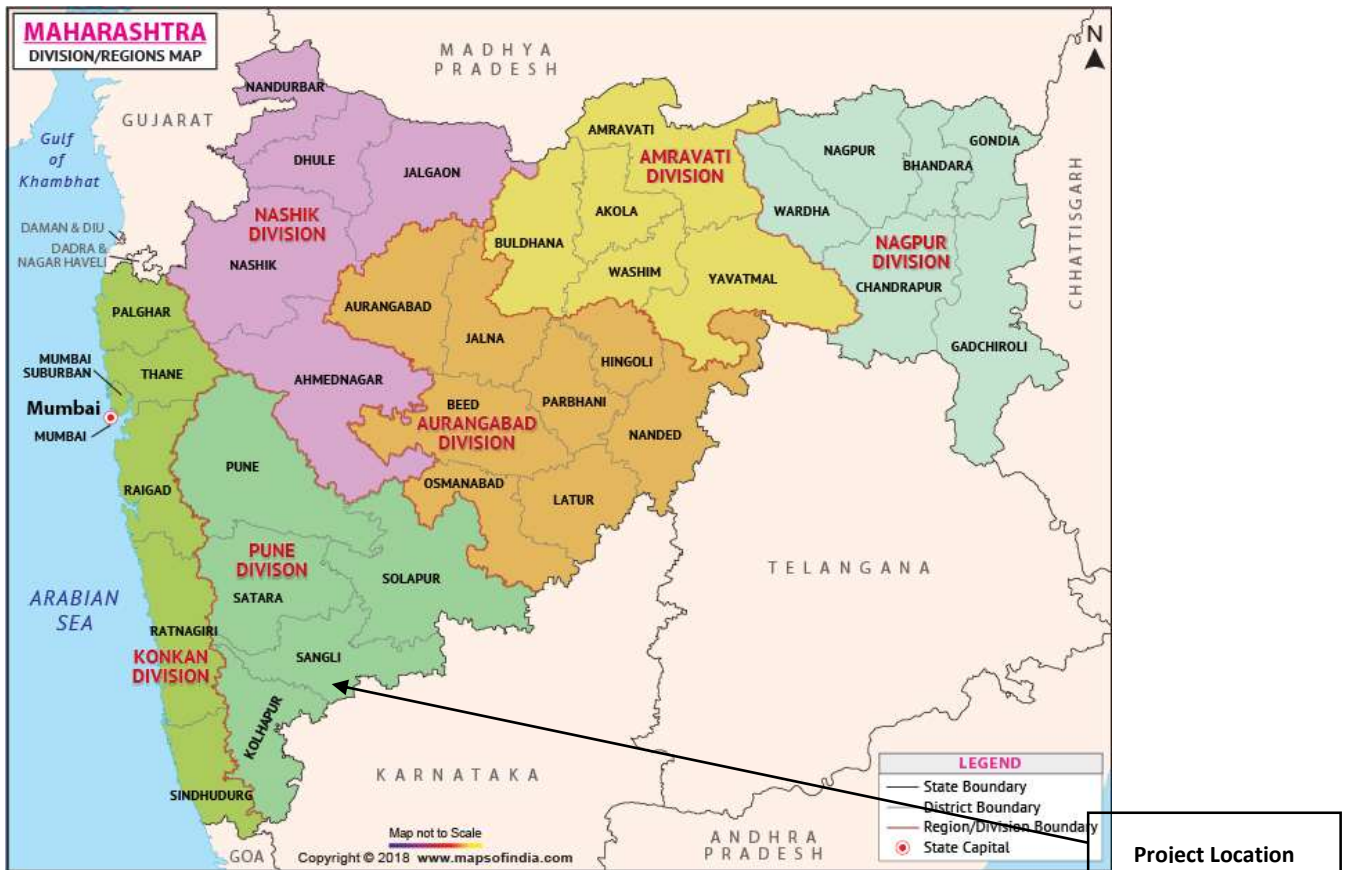 MAHARASHTRA
DIVISION/REGIONS MAP
N
MADHYA
PRADESH
GUJARAT
Gulf
of
Khambhat
DAMAN & DIU
DADRA &
NAGAR HAVELI
NANDURBAR
DHULE
JALGAON
NASHIK
DIVISION
NASHIK
AHMEDNAGAR
AMRAVATI
AMRAVATI
DIVISION
AKOLA
BULDHANA
WASHIM
YAVATMAL
NAGPUR
BHANDARA
GONDIA
WARDHA
NAGPUR
DIVISION
CHANDRAPUR
GADCHIROLI
CHHATTISGARH
AURANGABAD
JALNA
HINGOLI
BEED
PARBHANI
AURANGABAD
DIVISION
NANDED
OSMANABAD
LATUR
PALGHAR
MUMBAI
SUBURBAN
THANE
Mumbai
MUMBAI
RAIGAD
PUNE
PUNE
DIVISON
SATARA
SOLAPUR
SANGLI
KOLHAPUR
ARABIAN
SEA
RATNAGIRI
KONKAN
DIVISION
SINDHUDURG
TELANGANA
KARNATAKA
GOA
ANDHRA
PRADESH
Map not to Scale
Copyright © 2018 www.mapsofindia.com
LEGEND
State Boundary
District Boundary
Region/Division Boundary
State Capital
Project Location